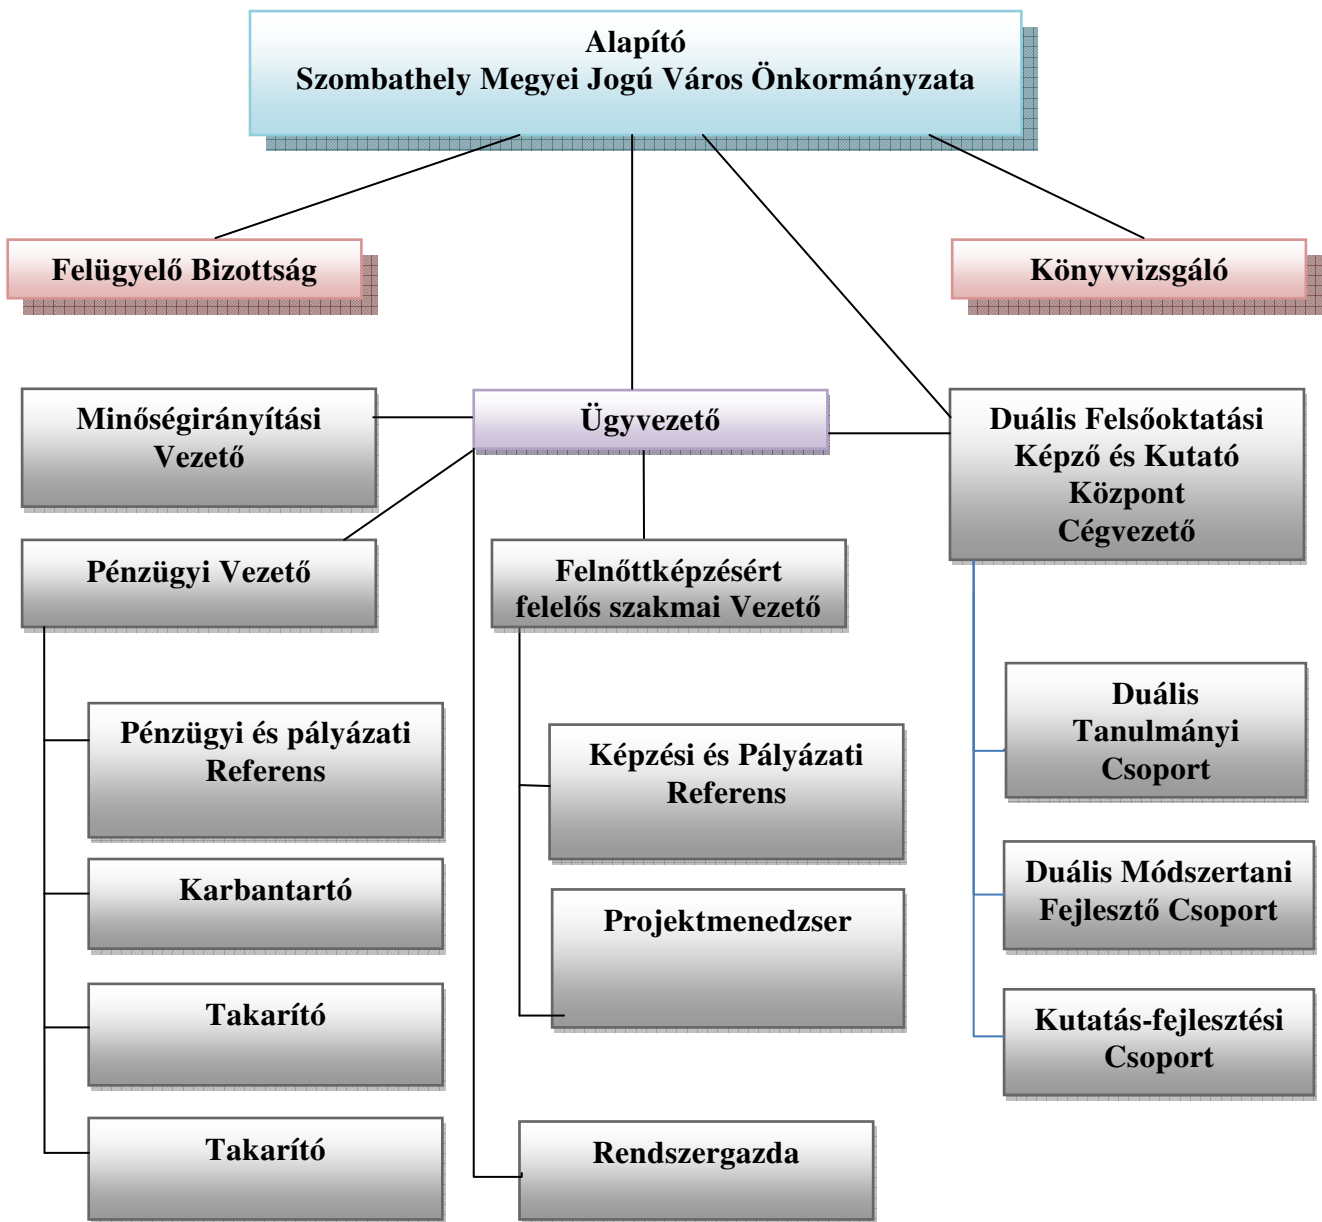 Alapító
Szombathely Megyei Jogú Város Önkormányzata
Felügyelő Bizottság
Könyvvizsgáló
Minőségirányítási
Vezető
Ügyvezető
Duális Felsőoktatási
Képző és Kutató
Központ
Cégvezető
Pénzügyi Vezető
Felnőttképzésért
felelős szakmai Vezető
Pénzügyi és pályázati
Referens
Karbantartó
Takarító
Takarító
Képzési és Pályázati
Referens
Projektmenedzser
Rendszergazda
Duális
Tanulmányi
Csoport
Duális Módszertani
Fejlesztő Csoport
Kutatás-fejlesztési
Csoport